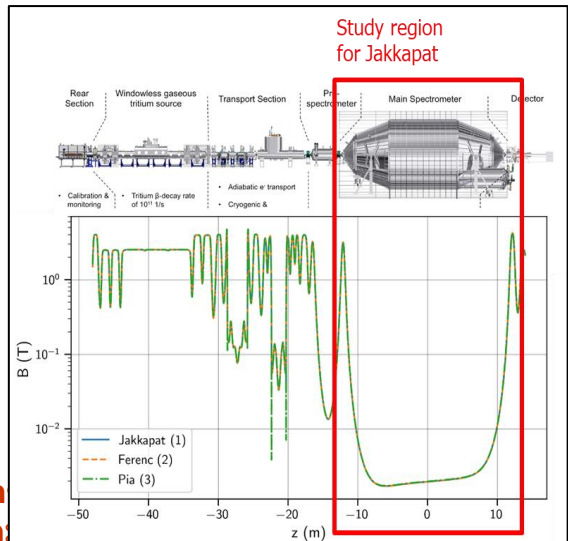 Study region
for Jakkapat
Rear
Section
Windowless gaseous
tritium source
Transport Section
spectrometer
Main Spectrometer
Detector
• Calibration &
monitoring
• Tritium β-decay rate
of 10¹¹ 1/s
• Adiabatic e⁻ transport
• Cryogenic &
B (T)
10⁰
10⁻¹
10⁻²
Jakkapat (1)
Ferenc (2)
Pia (3)
−50 −40 −30 −20 −10 0 10
z (m)